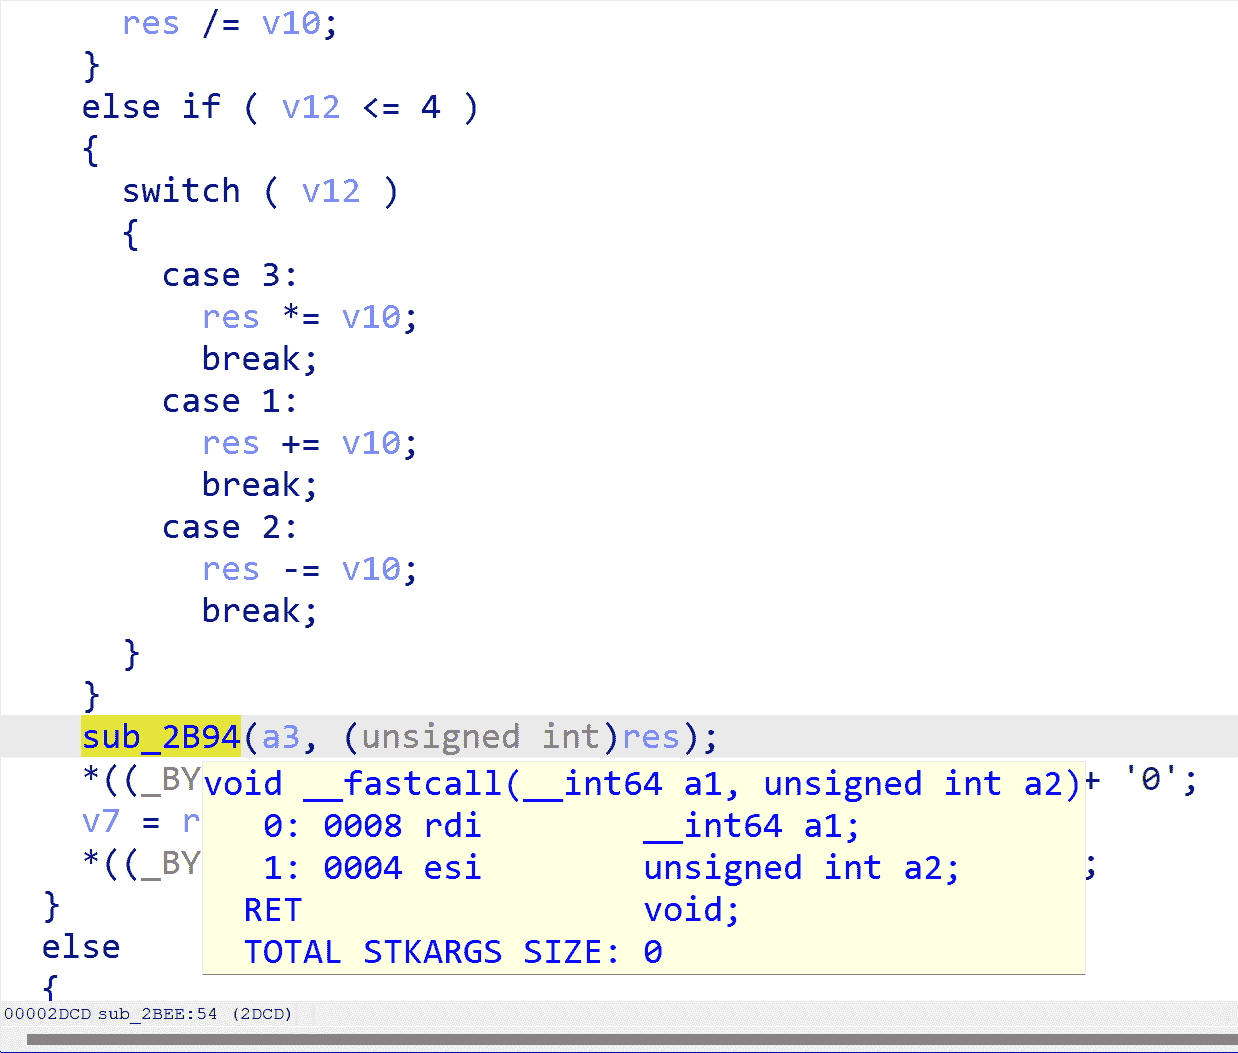 res /= v10;
}
else if ( v12 <= 4 )
{
switch ( v12 )
{
case 3:
res *= v10;
break;
case 1:
res += v10;
break;
case 2:
res -= v10;
break;
}
}
sub_2B94(a3, (unsigned int)res);
*((_BY + '0';
void __fastcall(__int64 a1, unsigned int a2)
v7 = r
0: 0008 rdi __int64 a1;
*((_BY ;
1: 0004 esi unsigned int a2;
}
RET void;
else
TOTAL STKARGS SIZE: 0
{
00002DCD sub_2BEE:54 (2DCD)